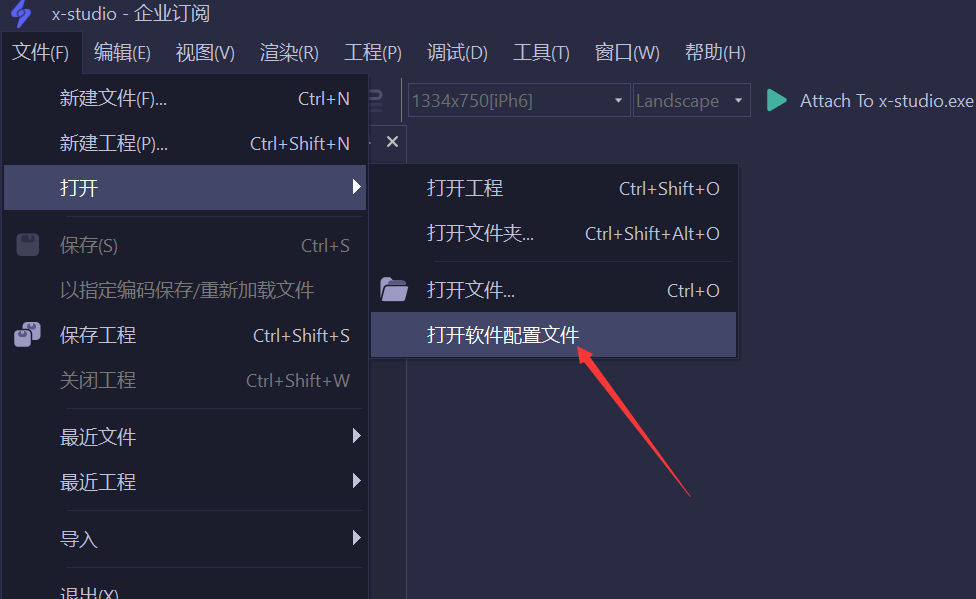 x-studio - 企业订阅
文件(F) 编辑(E) 视图(V) 渲染(R) 工程(P) 调试(D) 工具(T) 窗口(W) 帮助(H)
1334x750[iPh6] Landscape Attach To x-studio.exe
新建文件(F)... Ctrl+N
新建工程(P)... Ctrl+Shift+N
打开
保存(S) Ctrl+S
以指定编码保存/重新加载文件
保存工程 Ctrl+Shift+S
关闭工程 Ctrl+Shift+W
最近文件
最近工程
导入
退出(X)
打开工程 Ctrl+Shift+O
打开文件夹... Ctrl+Shift+Alt+O
打开文件... Ctrl+O
打开软件配置文件